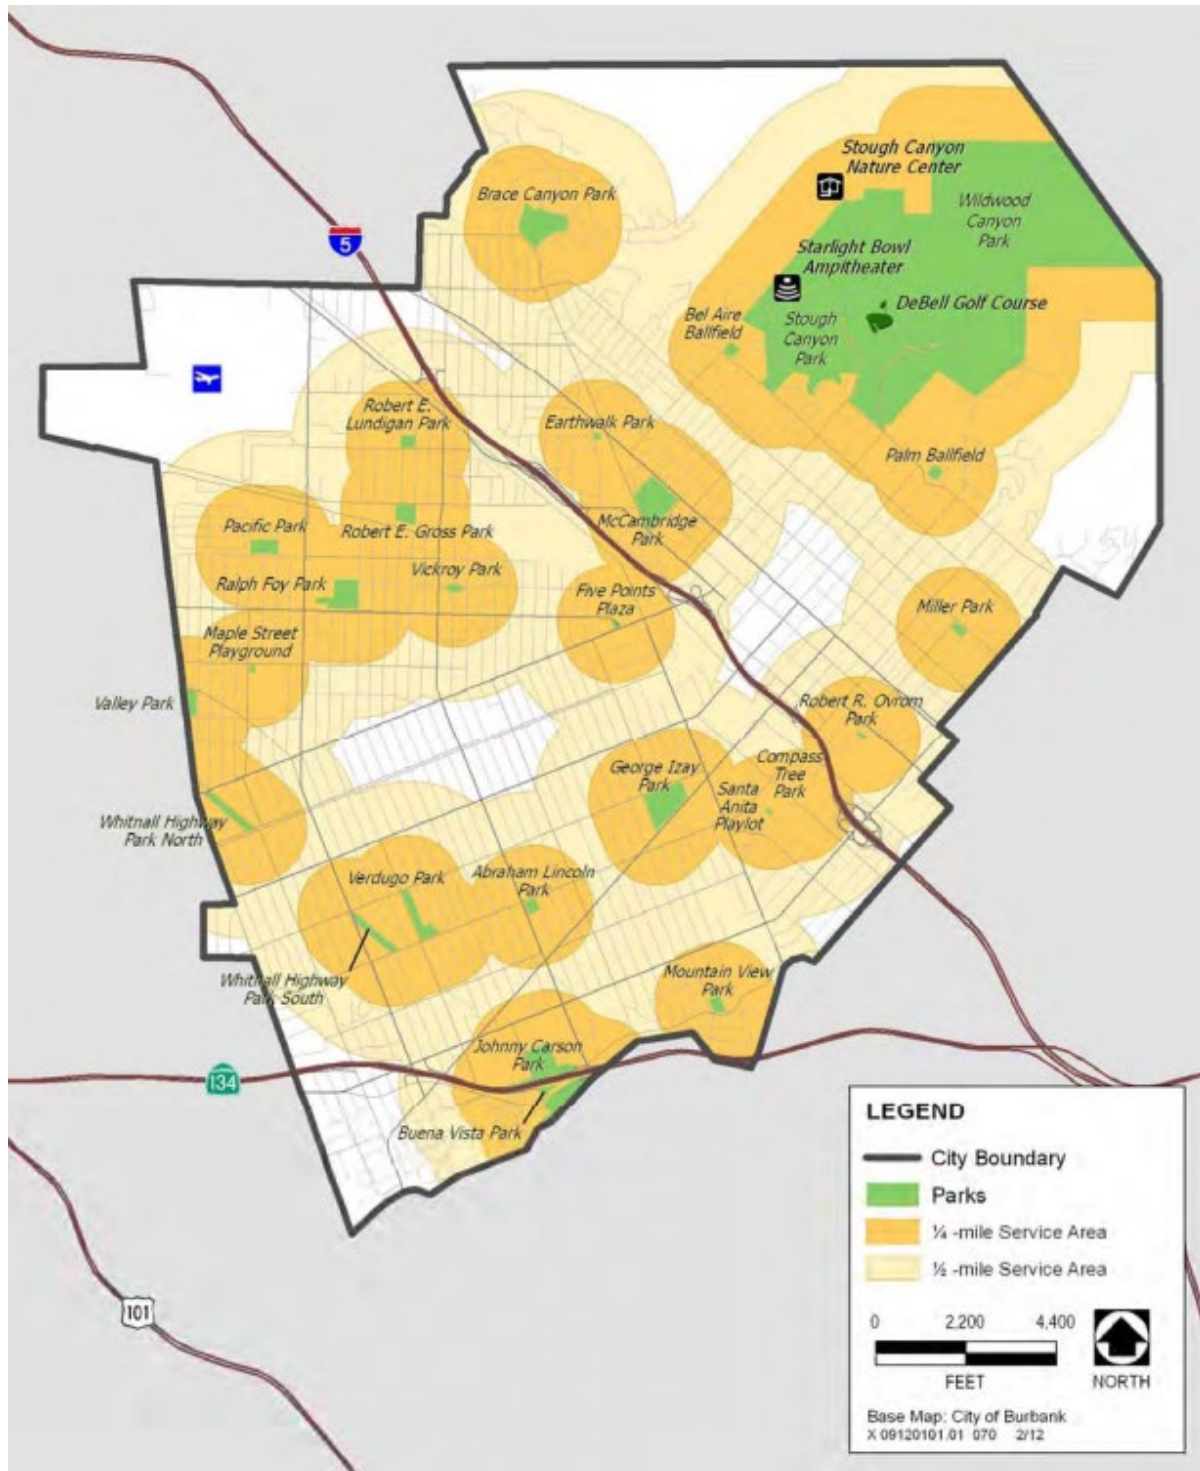 Stough Canyon
Nature Center
Brace Canyon Park
Wildwood
Canyon
Park
5
Starlight Bowl
Ampitheater
DeBell Golf Course
Bel Aire
Ballfield
Stough
Canyon
Park
Robert E.
Lundigan Park
Earthwalk Park
Palm Ballfield
Pacific Park
Robert E. Gross Park
McCambridge
Park
Vickroy Park
Ralph Foy Park
Five Points
Plaza
Miller Park
Maple Street
Playground
Valley Park
Robert R. Ovrom
Park
George Izay
Park
Compass
Tree
Park
Santa
Anita
Playlot
Whitnall Highway
Park North
Verdugo Park
Abraham Lincoln
Park
Whitnall Highway
Park South
Mountain View
Park
Johnny Carson
Park
134
Buena Vista Park
101
LEGEND
City Boundary
Parks
¼ -mile Service Area
½ -mile Service Area
0 2,200 4,400
FEET
NORTH
Base Map: City of Burbank
X 09120101.01 070 2/12